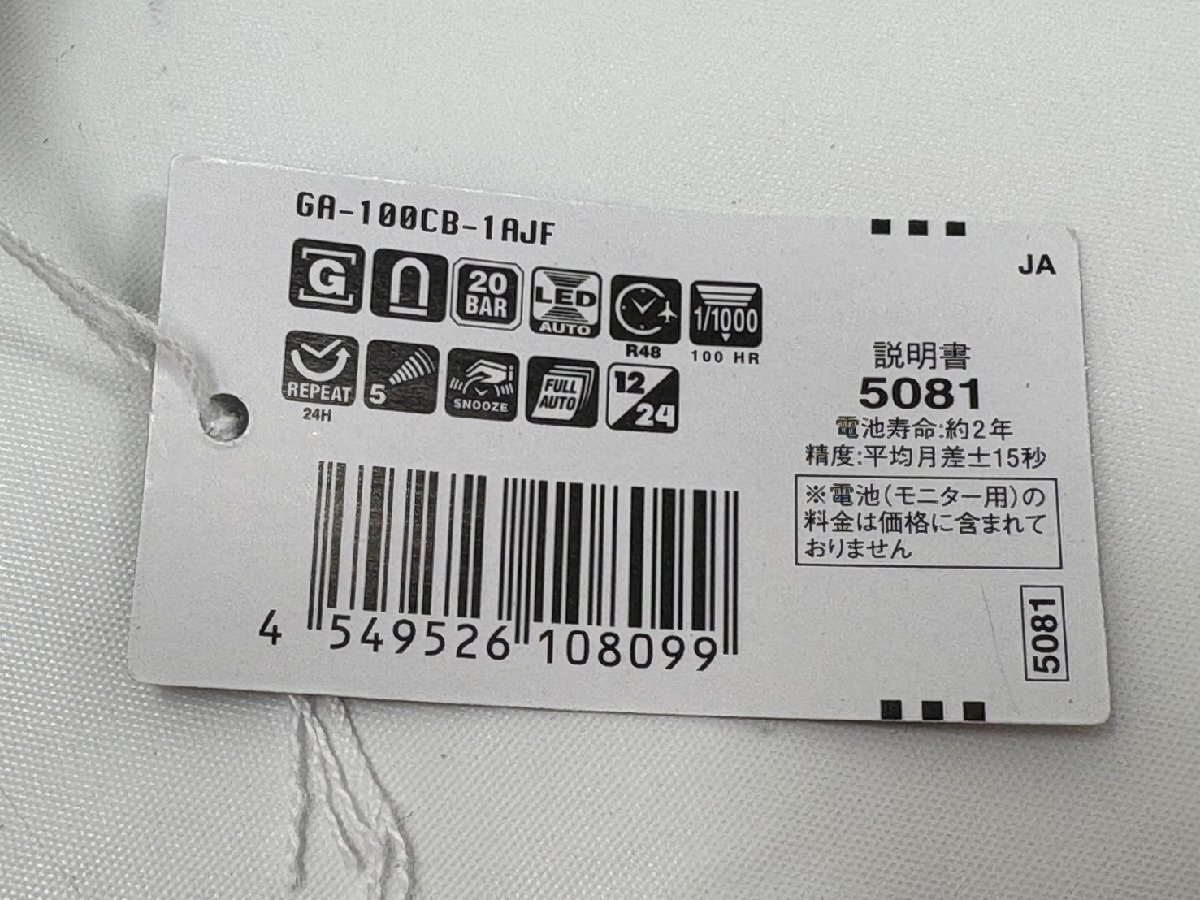 GA-100CB-1AJF
JA
G
20
BAR
LED
AUTO
R48
1/1000
100 HR
REPEAT
24H
5
SNOOZE
FULL
AUTO
12/24
説明書
5081
電池寿命:約2年
精度:平均月差±15秒
※電池(モニター用)の
料金は価格に含まれて
おりません
5081
4 549526 108099